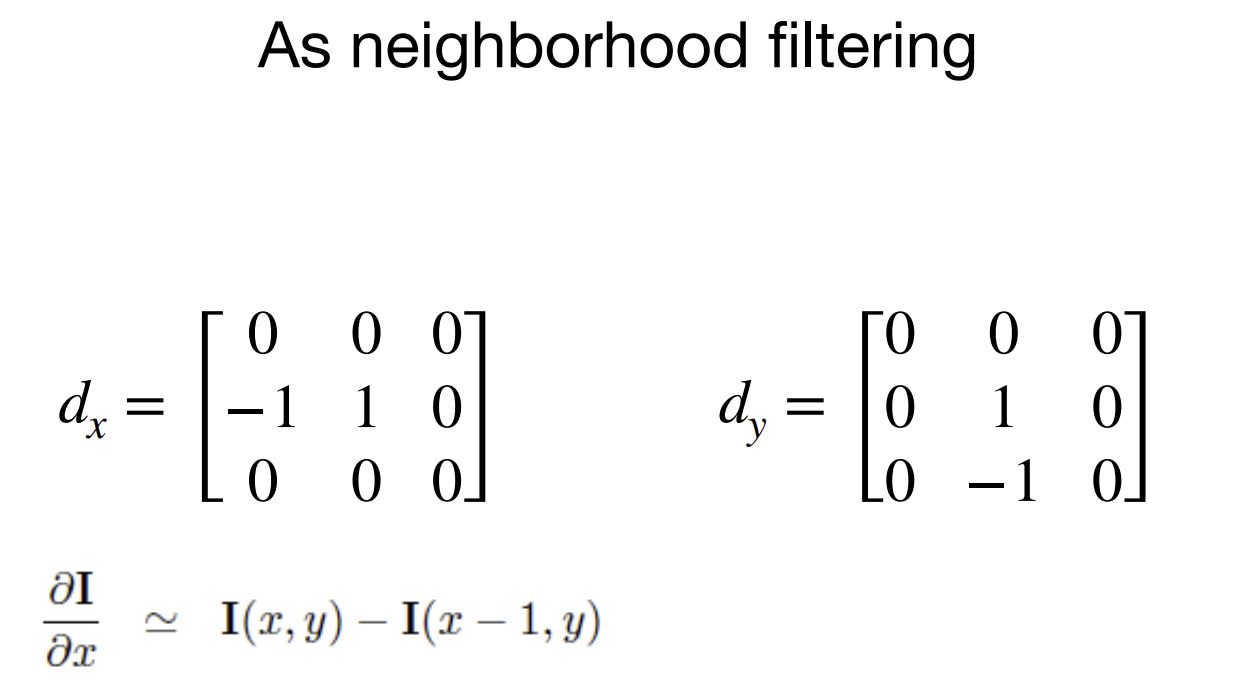 As neighborhood filtering
d_x = [0 0 0; −1 1 0; 0 0 0]
d_y = [0 0 0; 0 1 0; 0 −1 0]
∂I/∂x ≃ I(x, y) − I(x − 1, y)